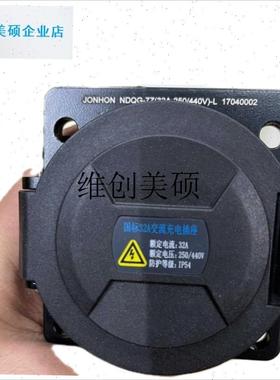 美硕企业店
JONHON NDQG-ZZ(32A 250/440V)-L 17040002
维创美硕
国标32A交流充电插座
额定电流:32A
额定电压:250/440V
防护等级:IP54